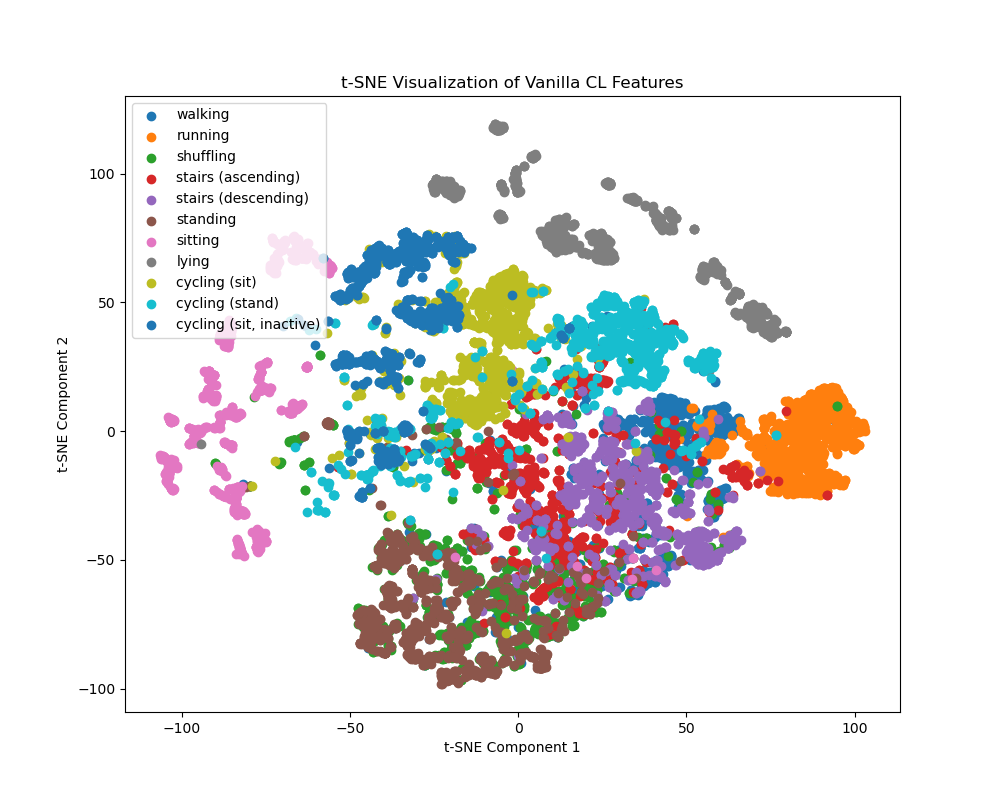 t-SNE Visualization of Vanilla CL Features
walking
running
shuffling
stairs (ascending)
stairs (descending)
standing
sitting
lying
cycling (sit)
cycling (stand)
cycling (sit, inactive)
100
50
0
−50
−100
t-SNE Component 2
−100
−50
0
50
100
t-SNE Component 1